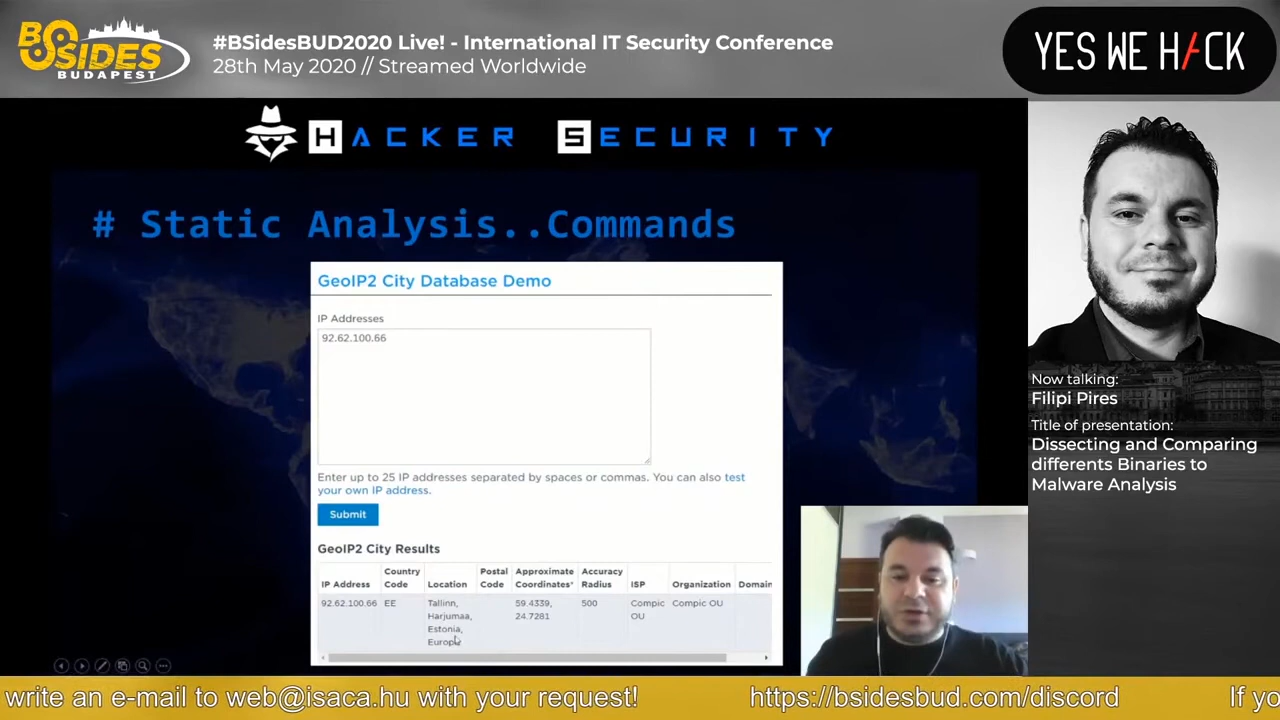 BSIDES
BUDAPEST
#BSidesBUD2020 Live! - International IT Security Conference
28th May 2020 // Streamed Worldwide
YES WE H/CK
HACKER SECURITY
# Static Analysis..Commands
GeoIP2 City Database Demo
IP Addresses
92.62.100.66
Enter up to 25 IP addresses separated by spaces or commas. You can also test
your own IP address.
Submit
GeoIP2 City Results
IP Address Country Code Location Postal Code Approximate Coordinates* Accuracy Radius ISP Organization Domain
92.62.100.66 EE Tallinn, Harjumaa, Estonia, Europe 59.4339, 24.7281 500 Compic OU Compic OU
Now talking:
Filipi Pires
Title of presentation:
Dissecting and Comparing
differents Binaries to
Malware Analysis
write an e-mail to web@isaca.hu with your request! https://bsidesbud.com/discord If yo